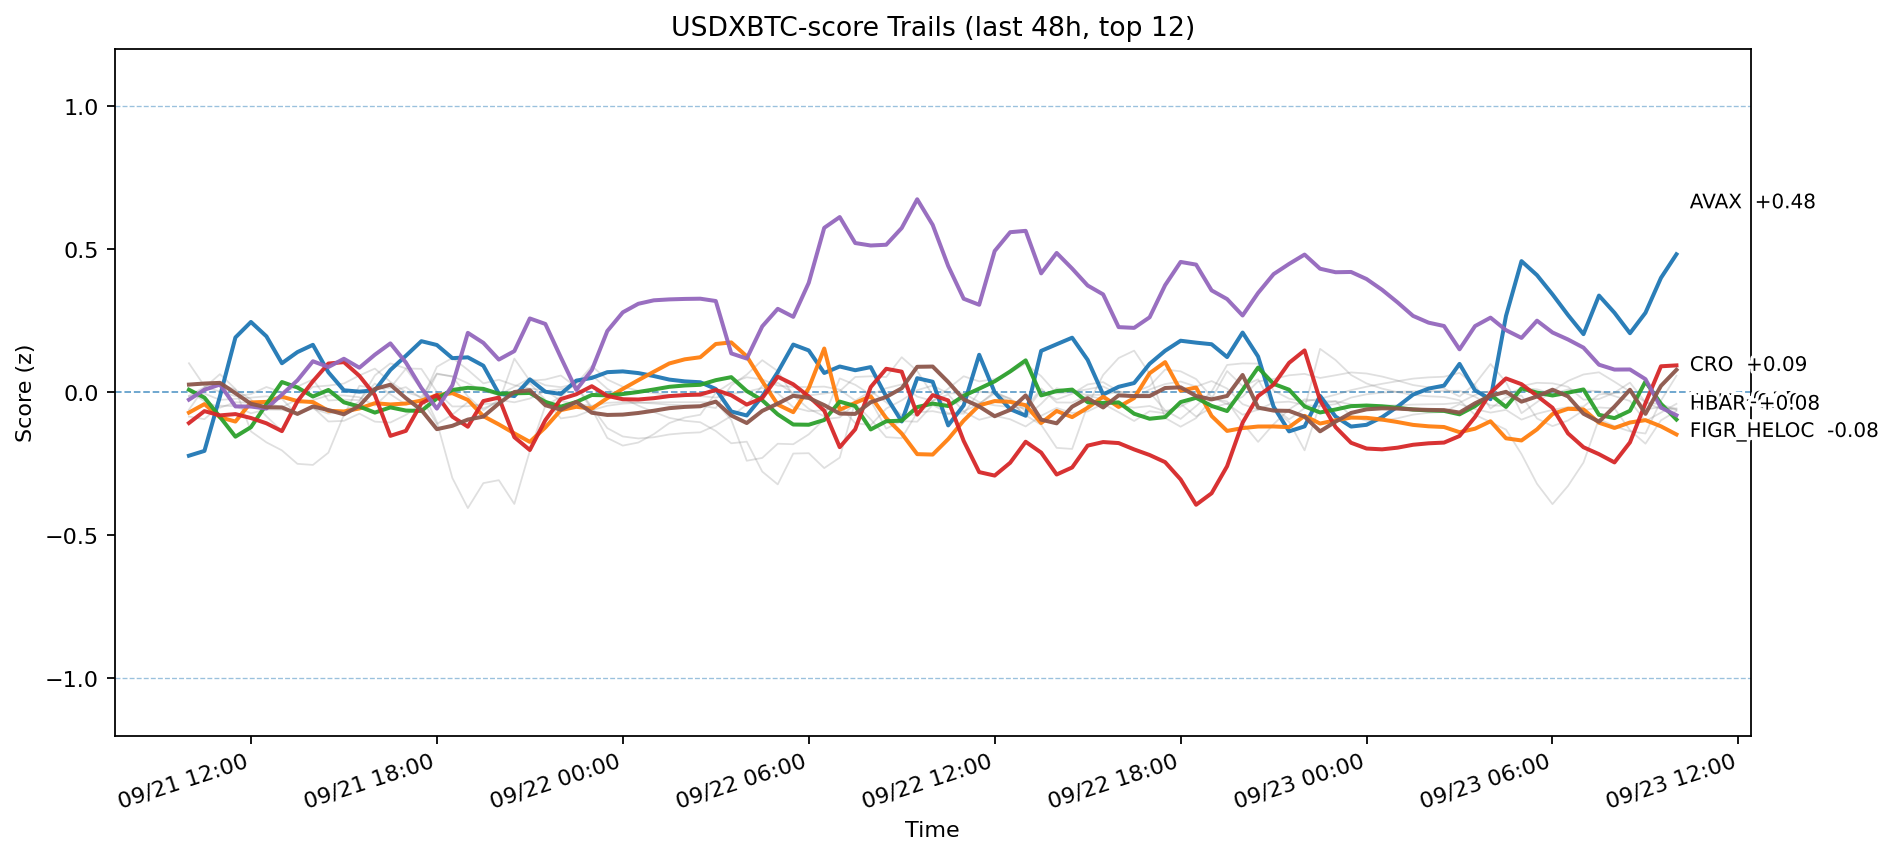 USDXBTC-score Trails (last 48h, top 12)
Score (z)
1.0
0.5
0.0
−0.5
−1.0
AVAX +0.48
CRO +0.09
HBAR +0.08
FIGR_HELOC -0.08
09/21 12:00
09/21 18:00
09/22 00:00
09/22 06:00
09/22 12:00
09/22 18:00
09/23 00:00
09/23 06:00
09/23 12:00
Time